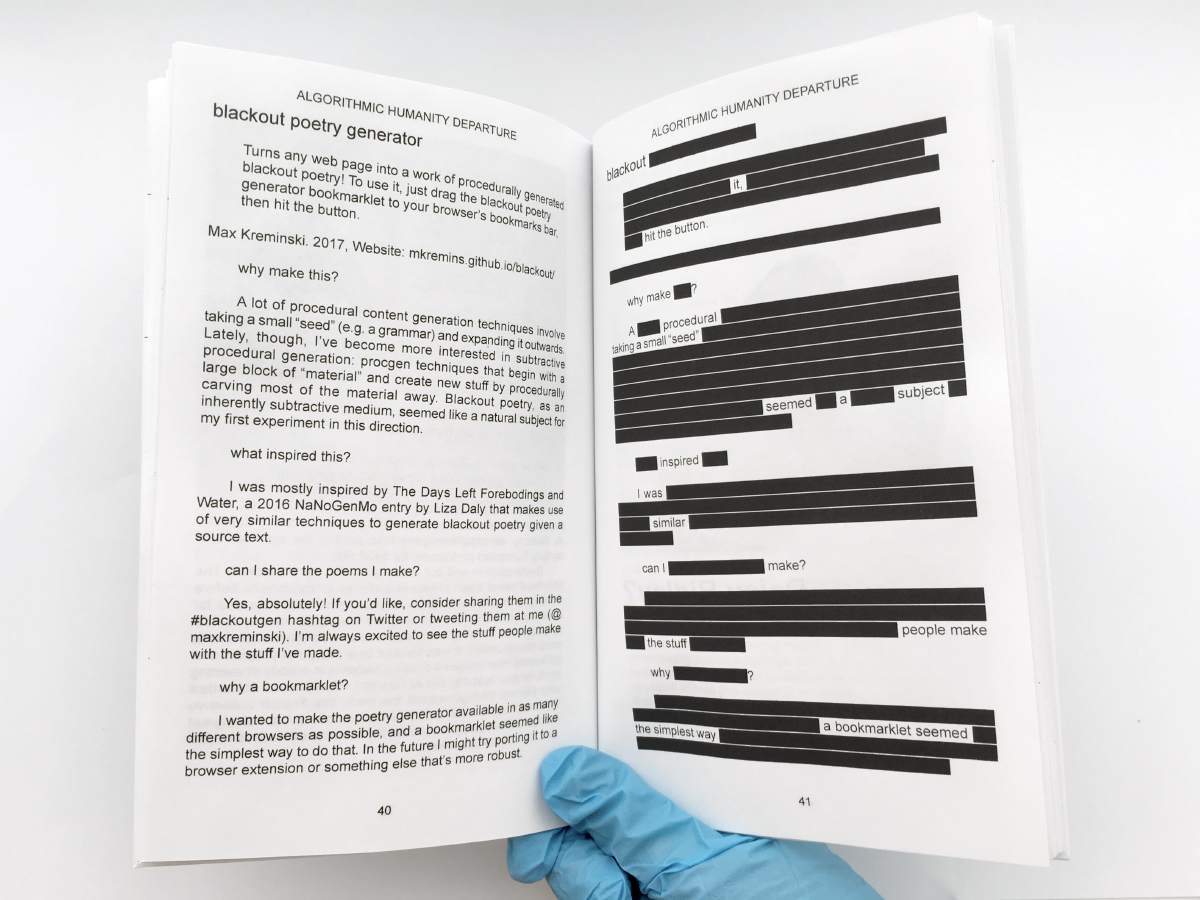 ALGORITHMIC HUMANITY DEPARTURE
blackout poetry generator
Turns any web page into a work of procedurally generated
blackout poetry! To use it, just drag the blackout poetry
generator bookmarklet to your browser's bookmarks bar,
then hit the button.
Max Kreminski. 2017, Website: mkremins.github.io/blackout/
why make this?
A lot of procedural content generation techniques involve
taking a small "seed" (e.g. a grammar) and expanding it outwards.
Lately, though, I've become more interested in subtractive
procedural generation: procgen techniques that begin with a
large block of "material" and create new stuff by procedurally
carving most of the material away. Blackout poetry, as an
inherently subtractive medium, seemed like a natural subject for
my first experiment in this direction.
what inspired this?
I was mostly inspired by The Days Left Forebodings and
Water, a 2016 NaNoGenMo entry by Liza Daly that makes use
of very similar techniques to generate blackout poetry given a
source text.
can I share the poems I make?
Yes, absolutely! If you'd like, consider sharing them in the
#blackoutgen hashtag on Twitter or tweeting them at me (@
maxkreminski). I'm always excited to see the stuff people make
with the stuff I've made.
why a bookmarklet?
I wanted to make the poetry generator available in as many
different browsers as possible, and a bookmarklet seemed like
the simplest way to do that. In the future I might try porting it to a
browser extension or something else that's more robust.
40
ALGORITHMIC HUMANITY DEPARTURE
blackout
it,
hit the button.
why make ?
A procedural
taking a small "seed"
seemed a subject
inspired
I was
similar
can I make?
people make
the stuff
why ?
a bookmarklet seemed
the simplest way
41